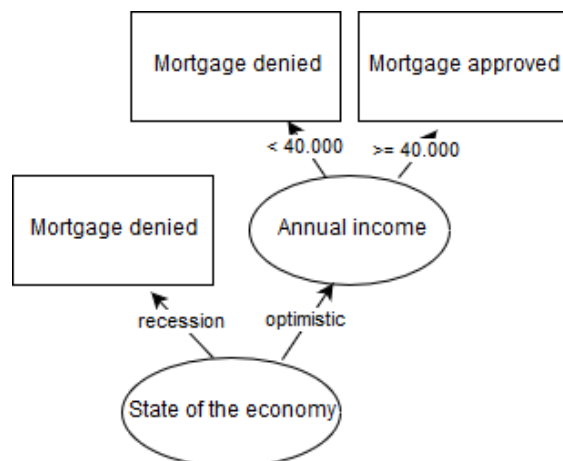 Mortgage denied
Mortgage approved
< 40.000
>= 40.000
Mortgage denied
Annual income
recession
optimistic
State of the economy